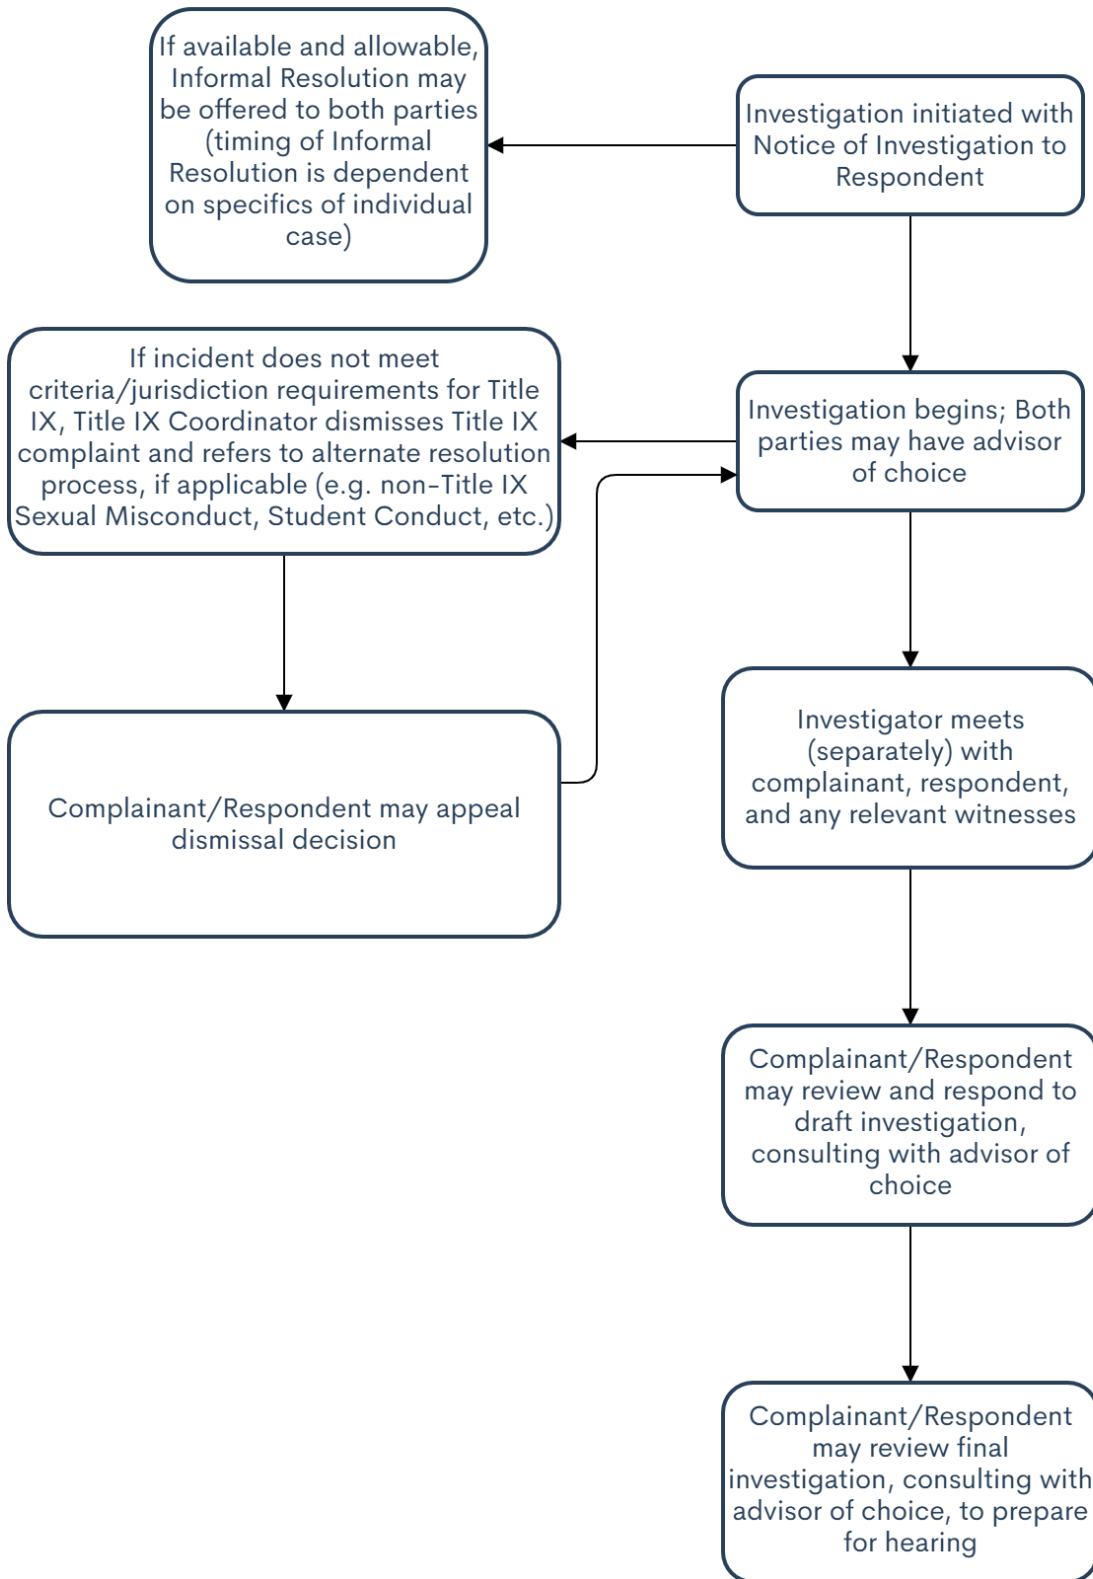 If available and allowable,
Informal Resolution may
be offered to both parties
(timing of Informal
Resolution is dependent
on specifics of individual
case)
Investigation initiated with
Notice of Investigation to
Respondent
If incident does not meet
criteria/jurisdiction requirements for Title
IX, Title IX Coordinator dismisses Title IX
complaint and refers to alternate resolution
process, if applicable (e.g. non-Title IX
Sexual Misconduct, Student Conduct, etc.)
Investigation begins; Both
parties may have advisor
of choice
Complainant/Respondent may appeal
dismissal decision
Investigator meets
(separately) with
complainant, respondent,
and any relevant witnesses
Complainant/Respondent
may review and respond to
draft investigation,
consulting with advisor of
choice
Complainant/Respondent
may review final
investigation, consulting with
advisor of choice, to prepare
for hearing